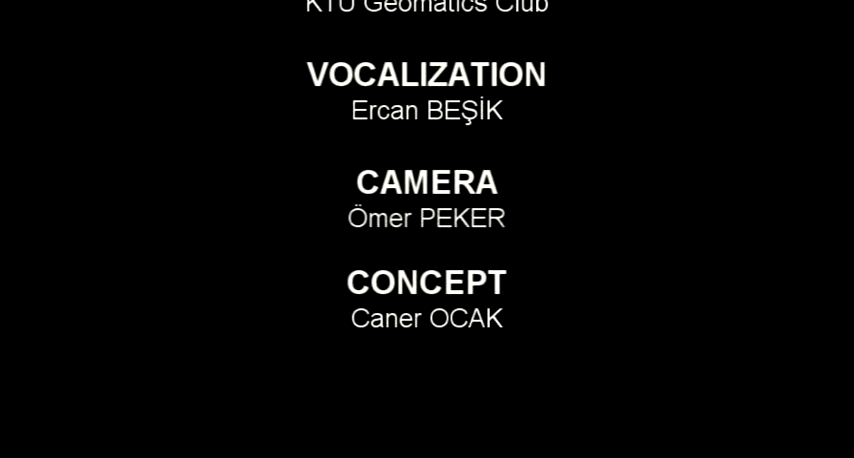 KTU Geomatics Club
VOCALIZATION
Ercan BEŞİK
CAMERA
Ömer PEKER
CONCEPT
Caner OCAK